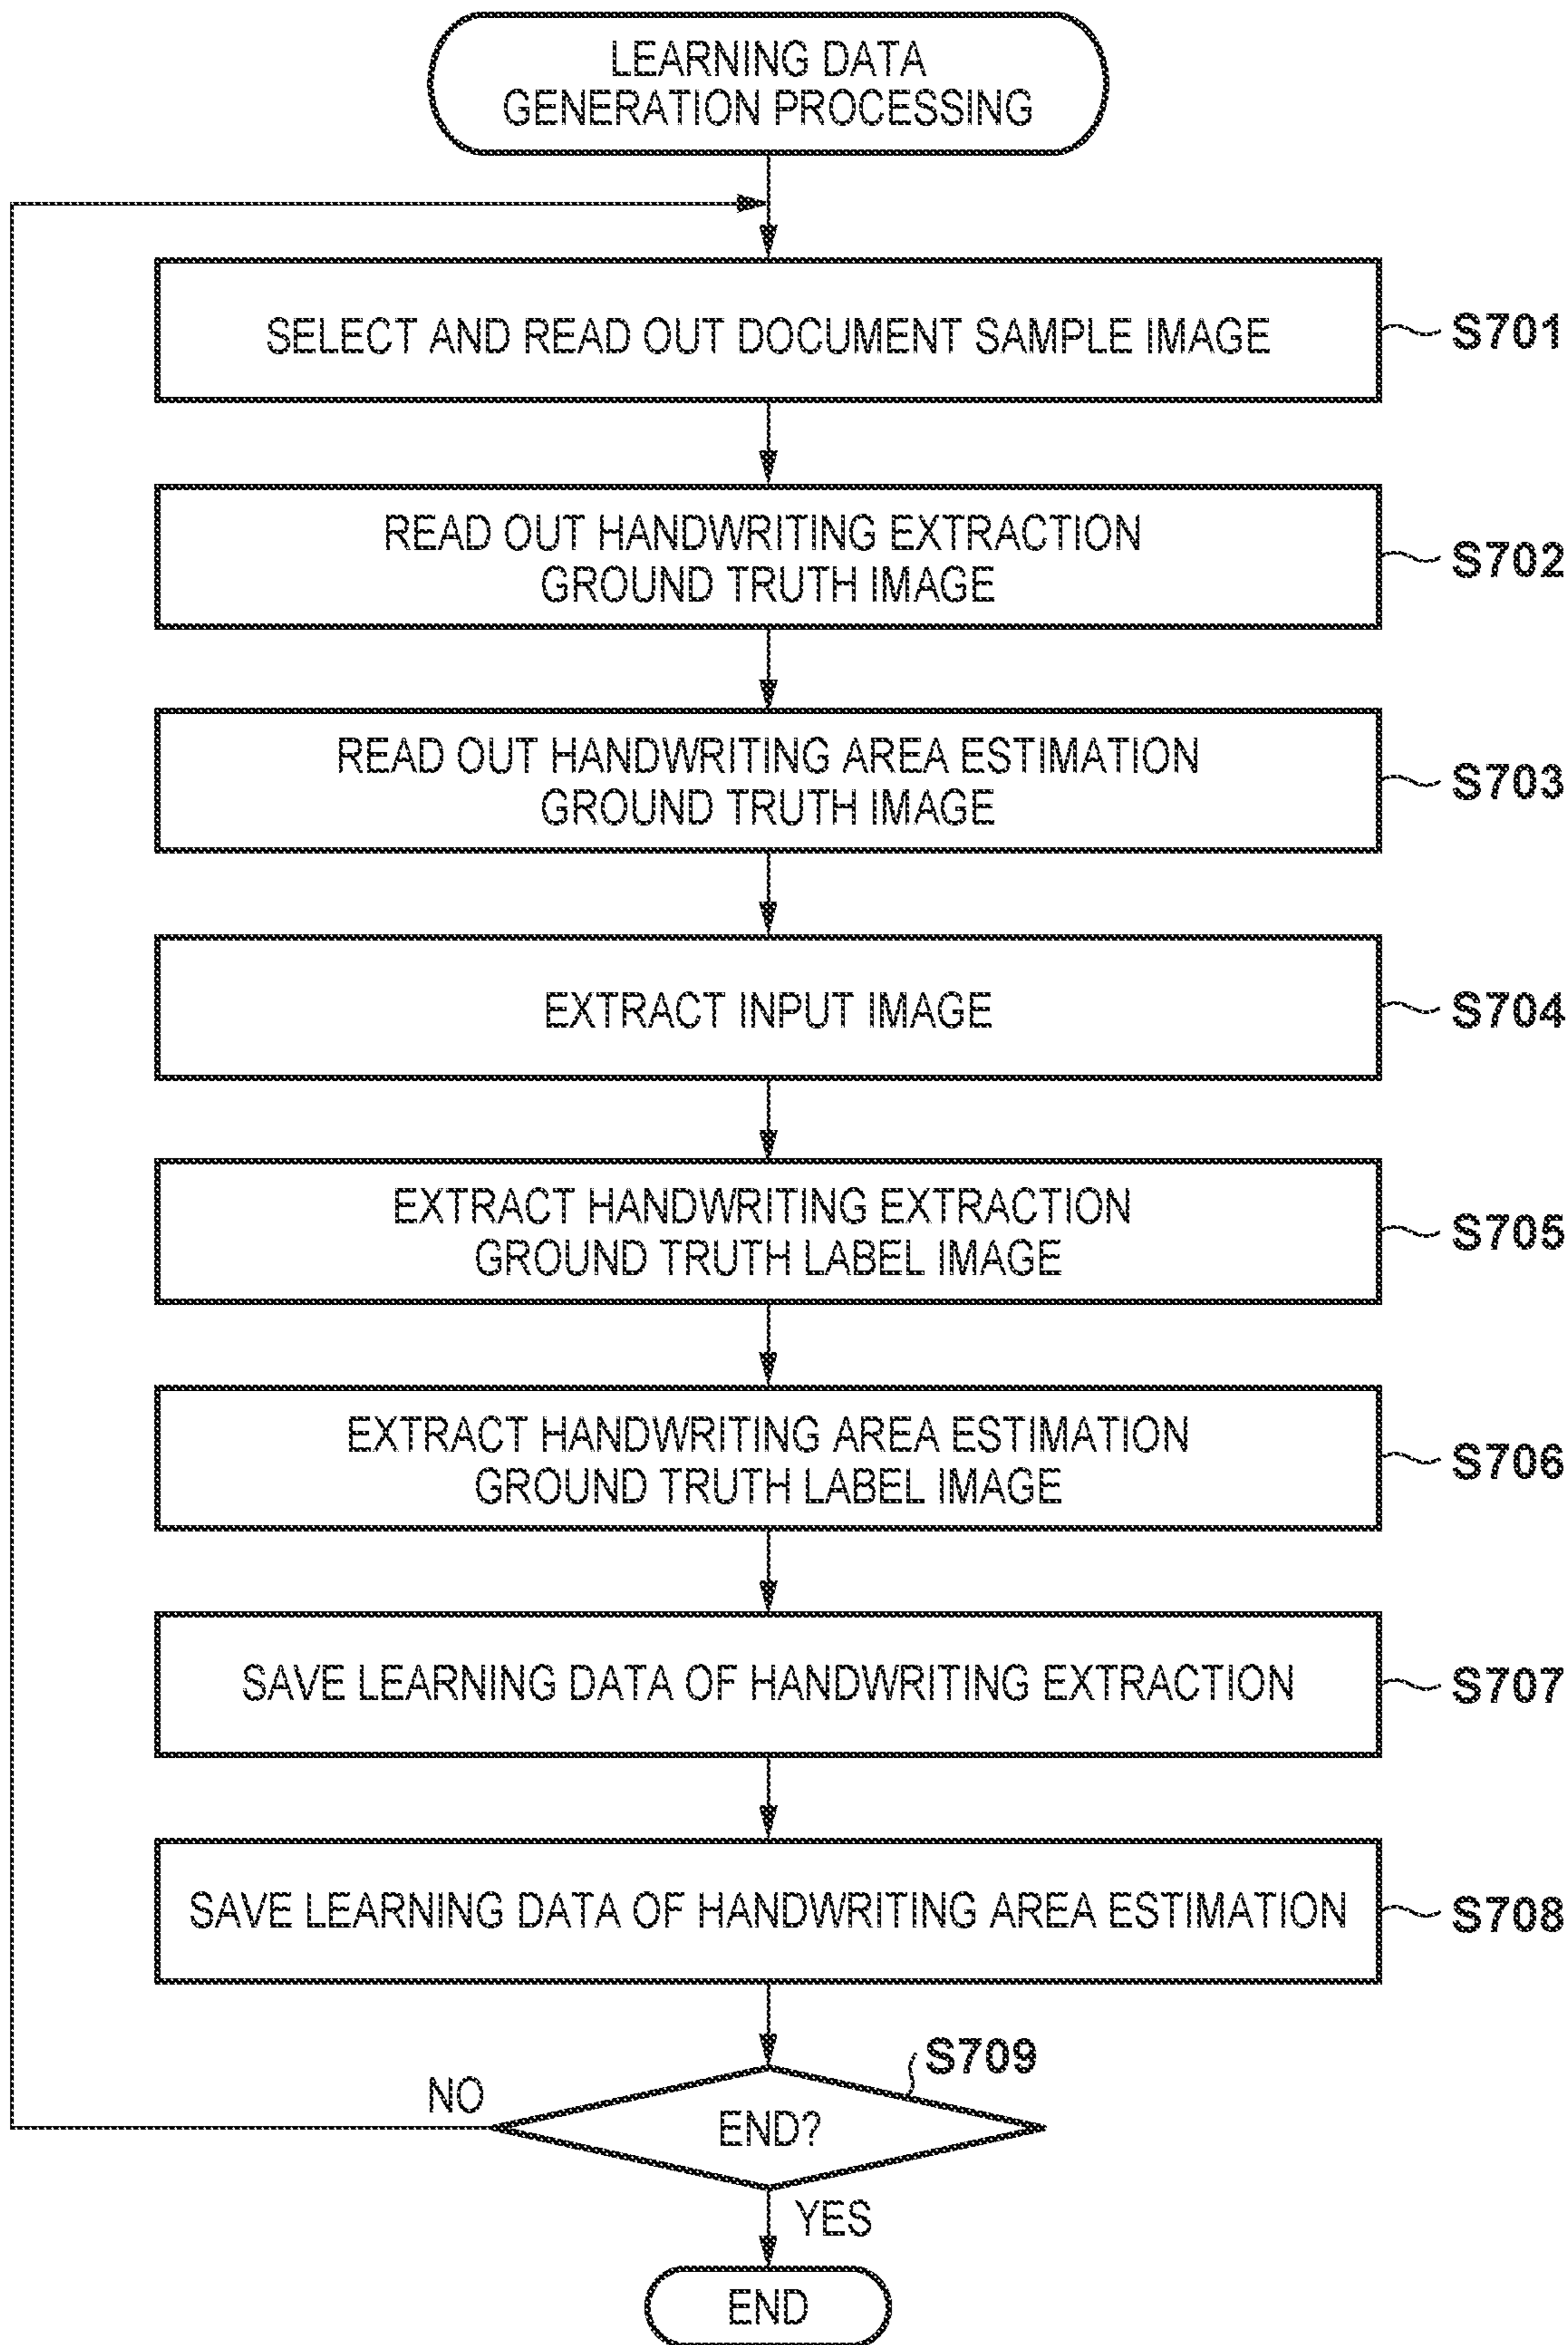 LEARNING DATA
GENERATION PROCESSING
SELECT AND READ OUT DOCUMENT SAMPLE IMAGE
S701
READ OUT HANDWRITING EXTRACTION
GROUND TRUTH IMAGE
S702
READ OUT HANDWRITING AREA ESTIMATION
GROUND TRUTH IMAGE
S703
EXTRACT INPUT IMAGE
S704
EXTRACT HANDWRITING EXTRACTION
GROUND TRUTH LABEL IMAGE
S705
EXTRACT HANDWRITING AREA ESTIMATION
GROUND TRUTH LABEL IMAGE
S706
SAVE LEARNING DATA OF HANDWRITING EXTRACTION
S707
SAVE LEARNING DATA OF HANDWRITING AREA ESTIMATION
S708
S709
NO
END?
YES
END